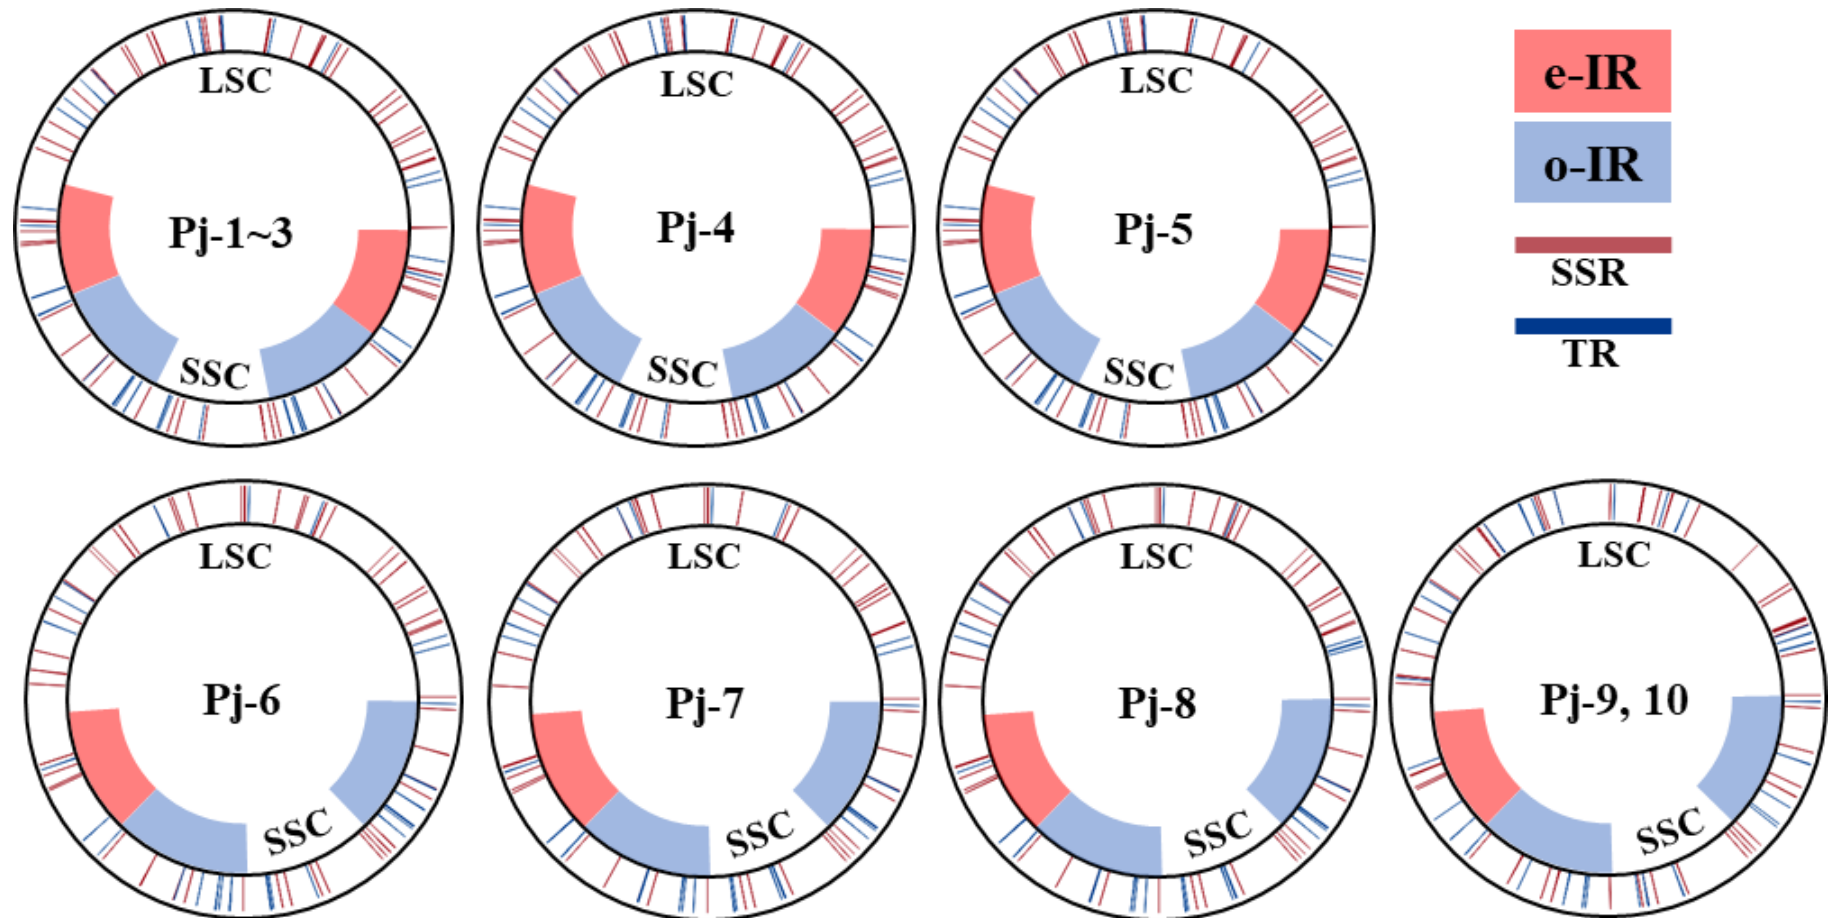 LSC
Pj-1~3
SSC
LSC
Pj-4
SSC
LSC
Pj-5
SSC
e-IR
o-IR
SSR
TR
LSC
Pj-6
SSC
LSC
Pj-7
SSC
LSC
Pj-8
SSC
LSC
Pj-9, 10
SSC